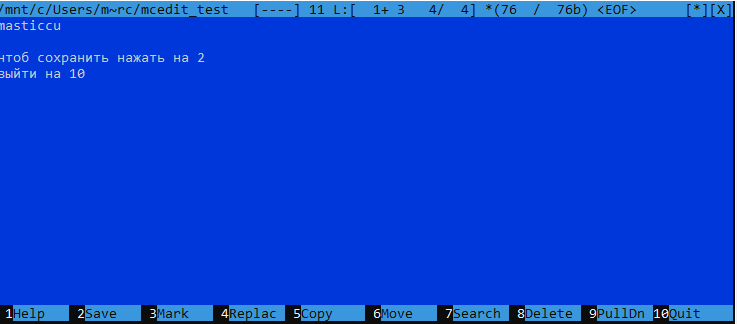 /mnt/c/Users/m~rc/mcedit_test [----] 11 L:[ 1+ 3 4/ 4] *(76 / 76b) <EOF> [*][X]
masticcu
чтоб сохранить нажать на 2
выйти на 10
1Help 2Save 3Mark 4Replac 5Copy 6Move 7Search 8Delete 9PullDn 10Quit